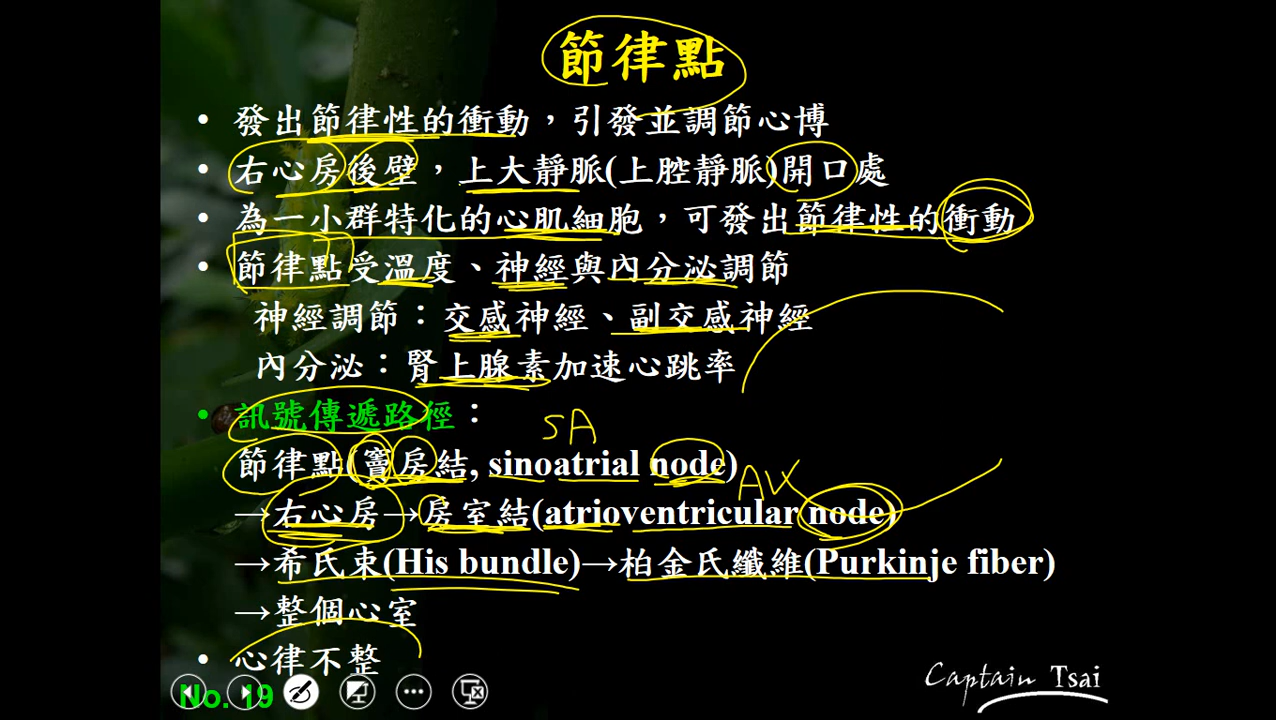 節律點
• 發出節律性的衝動，引發並調節心博
• 右心房後壁，上大靜脈(上腔靜脈)開口處
• 為一小群特化的心肌細胞，可發出節律性的衝動
• 節律點受溫度、神經與內分泌調節
神經調節：交感神經、副交感神經
內分泌：腎上腺素加速心跳率
• 訊號傳遞路徑：
SA
節律點(竇房結, sinoatrial node)
AV
→右心房→房室結(atrioventricular node)
→希氏束(His bundle)→柏金氏纖維(Purkinje fiber)
→整個心室
• 心律不整
Captain Tsai
No. 19